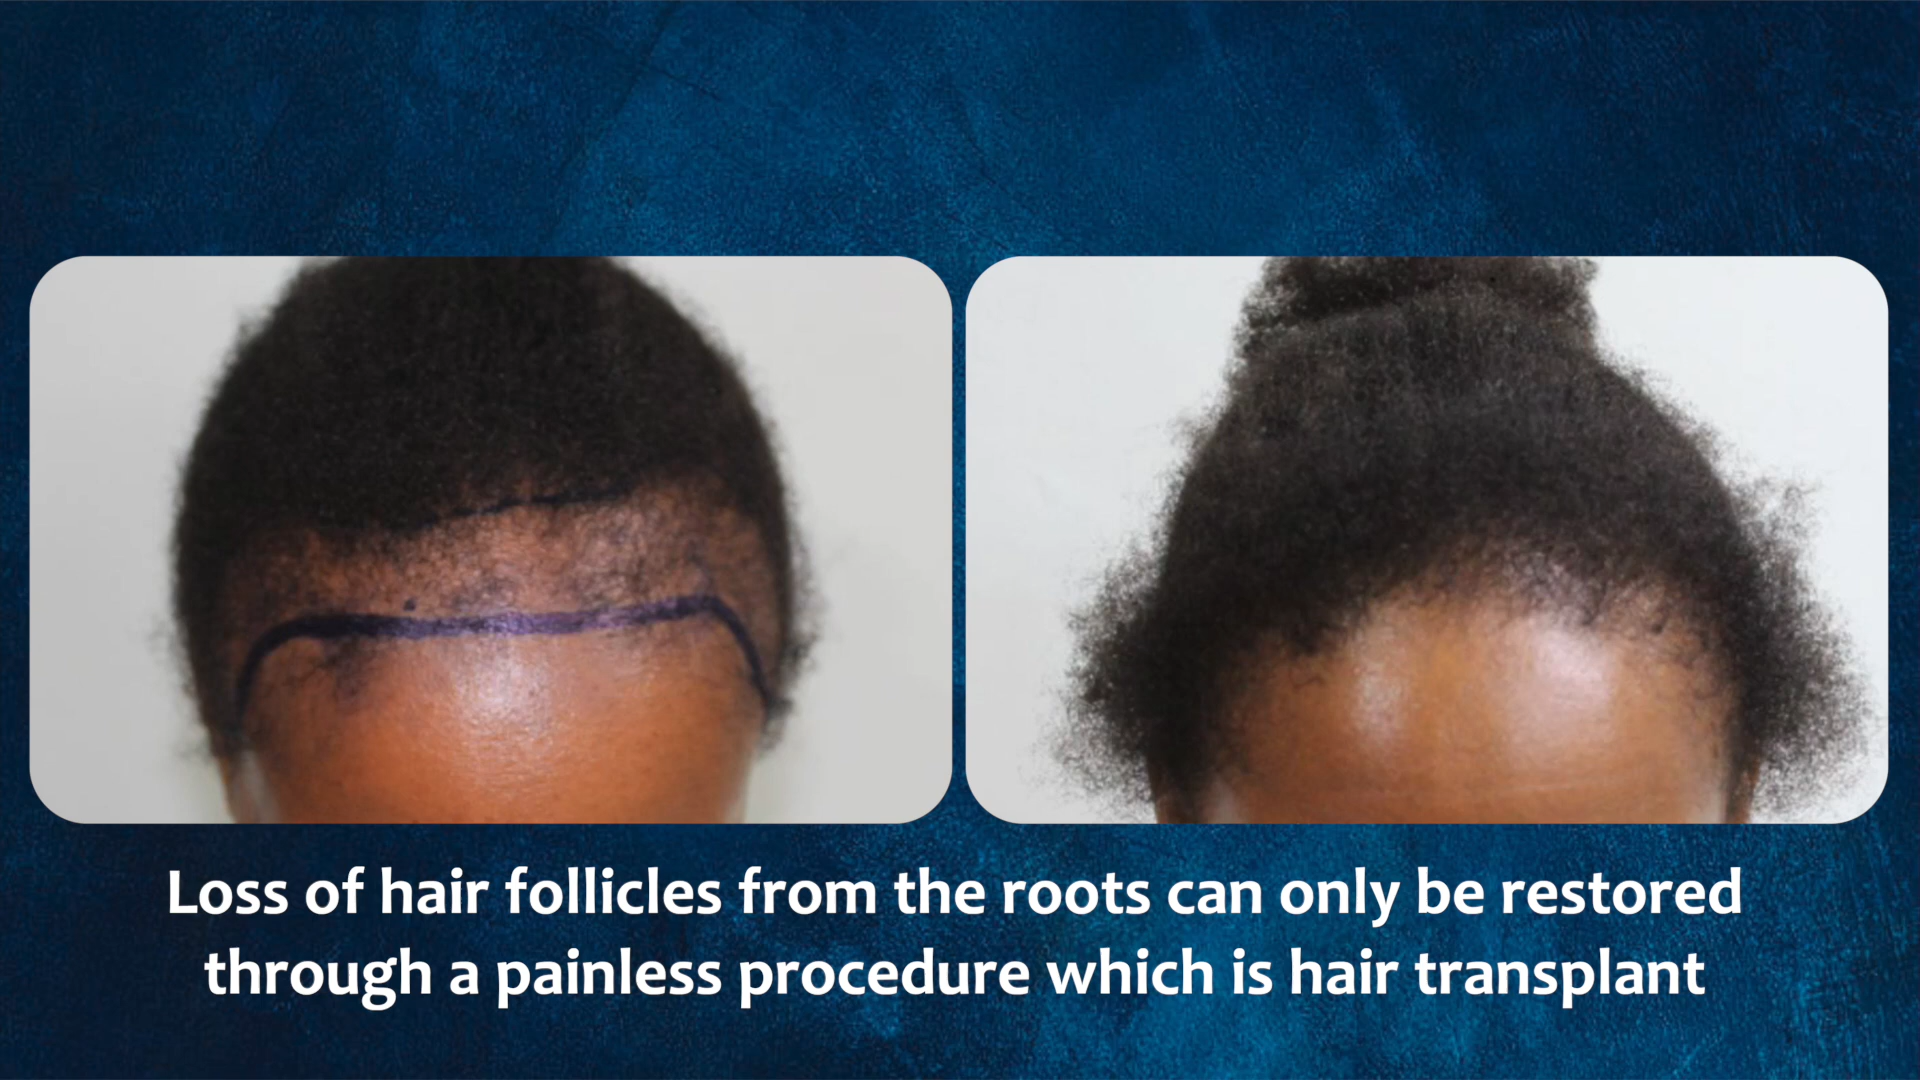 Loss of hair follicles from the roots can only be restored
through a painless procedure which is hair transplant